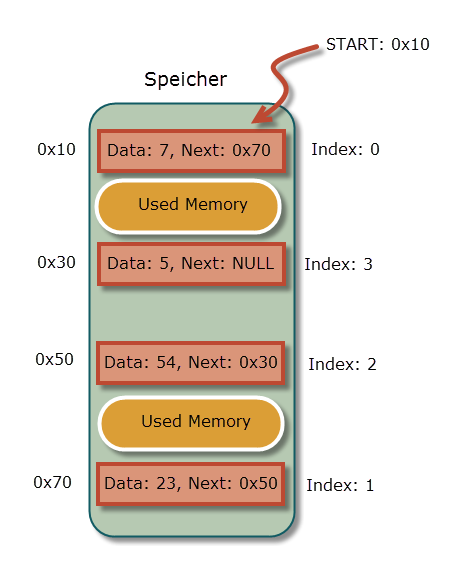 START: 0x10
Speicher
0x10
Data: 7, Next: 0x70
Index: 0
Used Memory
0x30
Data: 5, Next: NULL
Index: 3
0x50
Data: 54, Next: 0x30
Index: 2
Used Memory
0x70
Data: 23, Next: 0x50
Index: 1